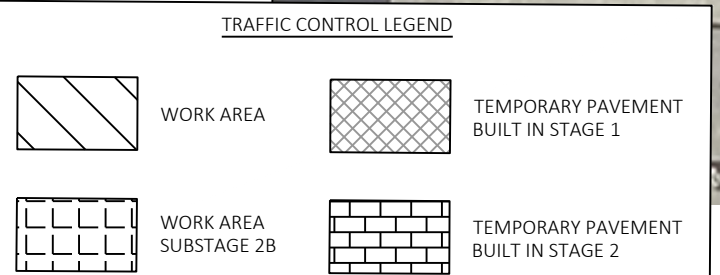 TRAFFIC CONTROL LEGEND
WORK AREA
TEMPORARY PAVEMENT
BUILT IN STAGE 1
WORK AREA
SUBSTAGE 2B
TEMPORARY PAVEMENT
BUILT IN STAGE 2